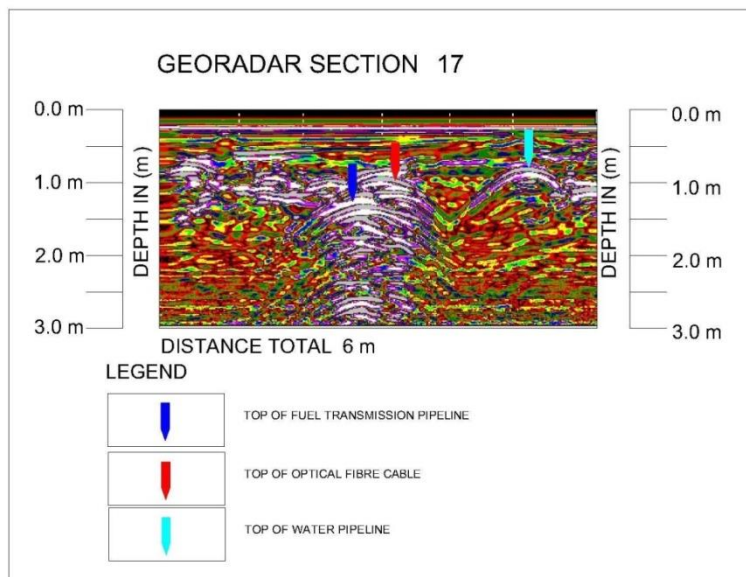 GEORADAR SECTION 17
0.0 m
1.0 m
2.0 m
3.0 m
DEPTH IN (m)
DEPTH IN (m)
0.0 m
1.0 m
2.0 m
3.0 m
DISTANCE TOTAL 6 m
LEGEND
TOP OF FUEL TRANSMISSION PIPELINE
TOP OF OPTICAL FIBRE CABLE
TOP OF WATER PIPELINE